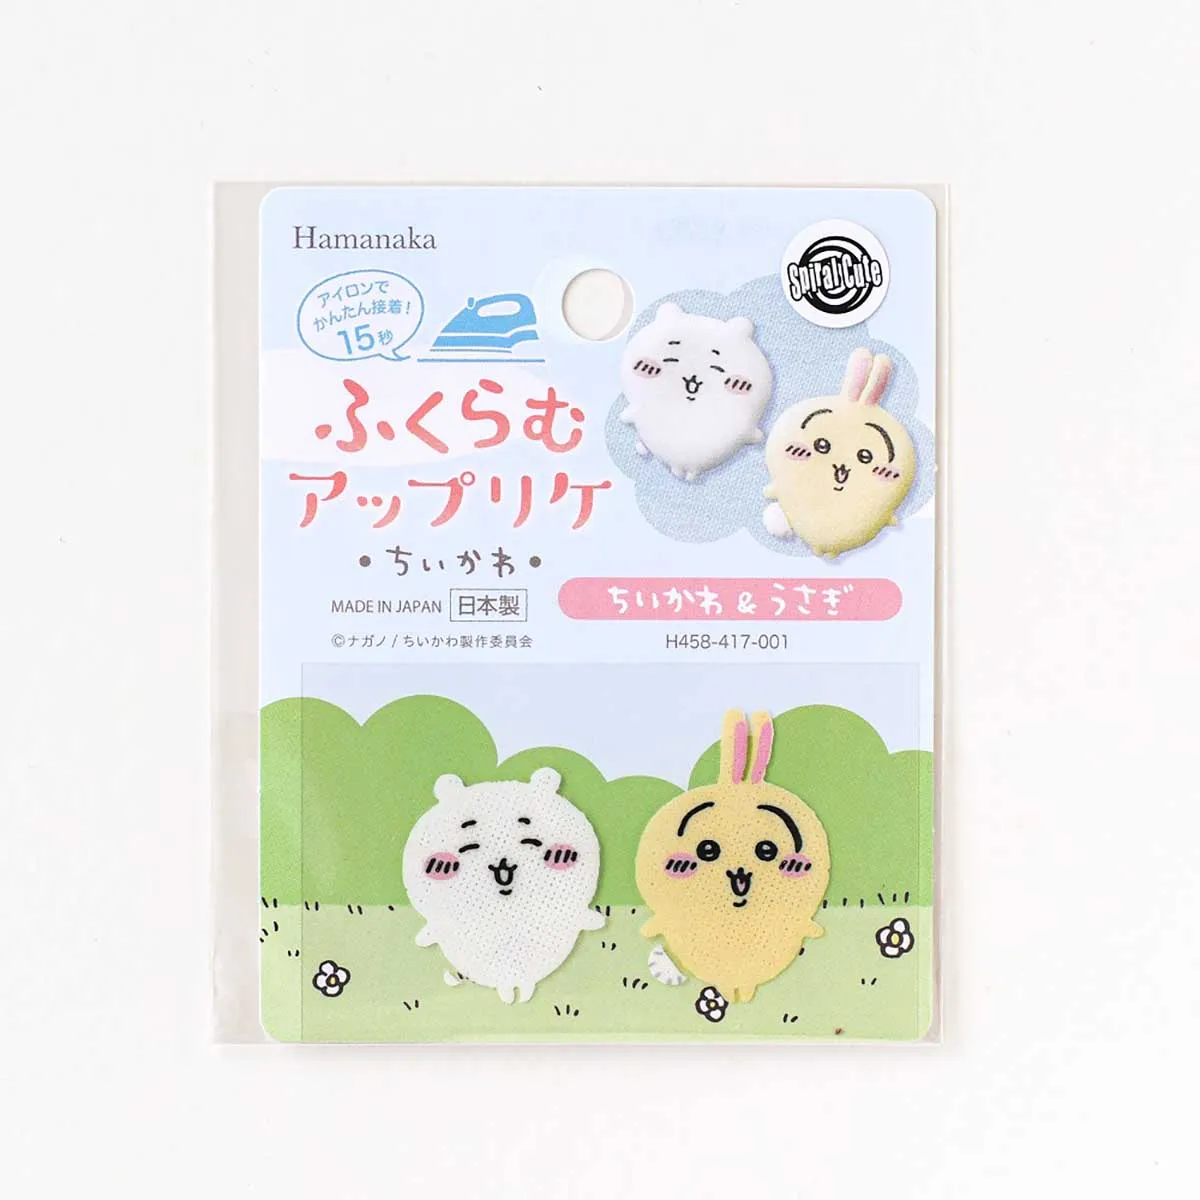 Hamanaka
アイロンで
かんたん接着!
15秒
Spiral Cute
ふくらむ
アップリケ
•ちいかわ•
MADE IN JAPAN 日本製
©ナガノ / ちいかわ製作委員会
ちいかわ & うさぎ
H458-417-001